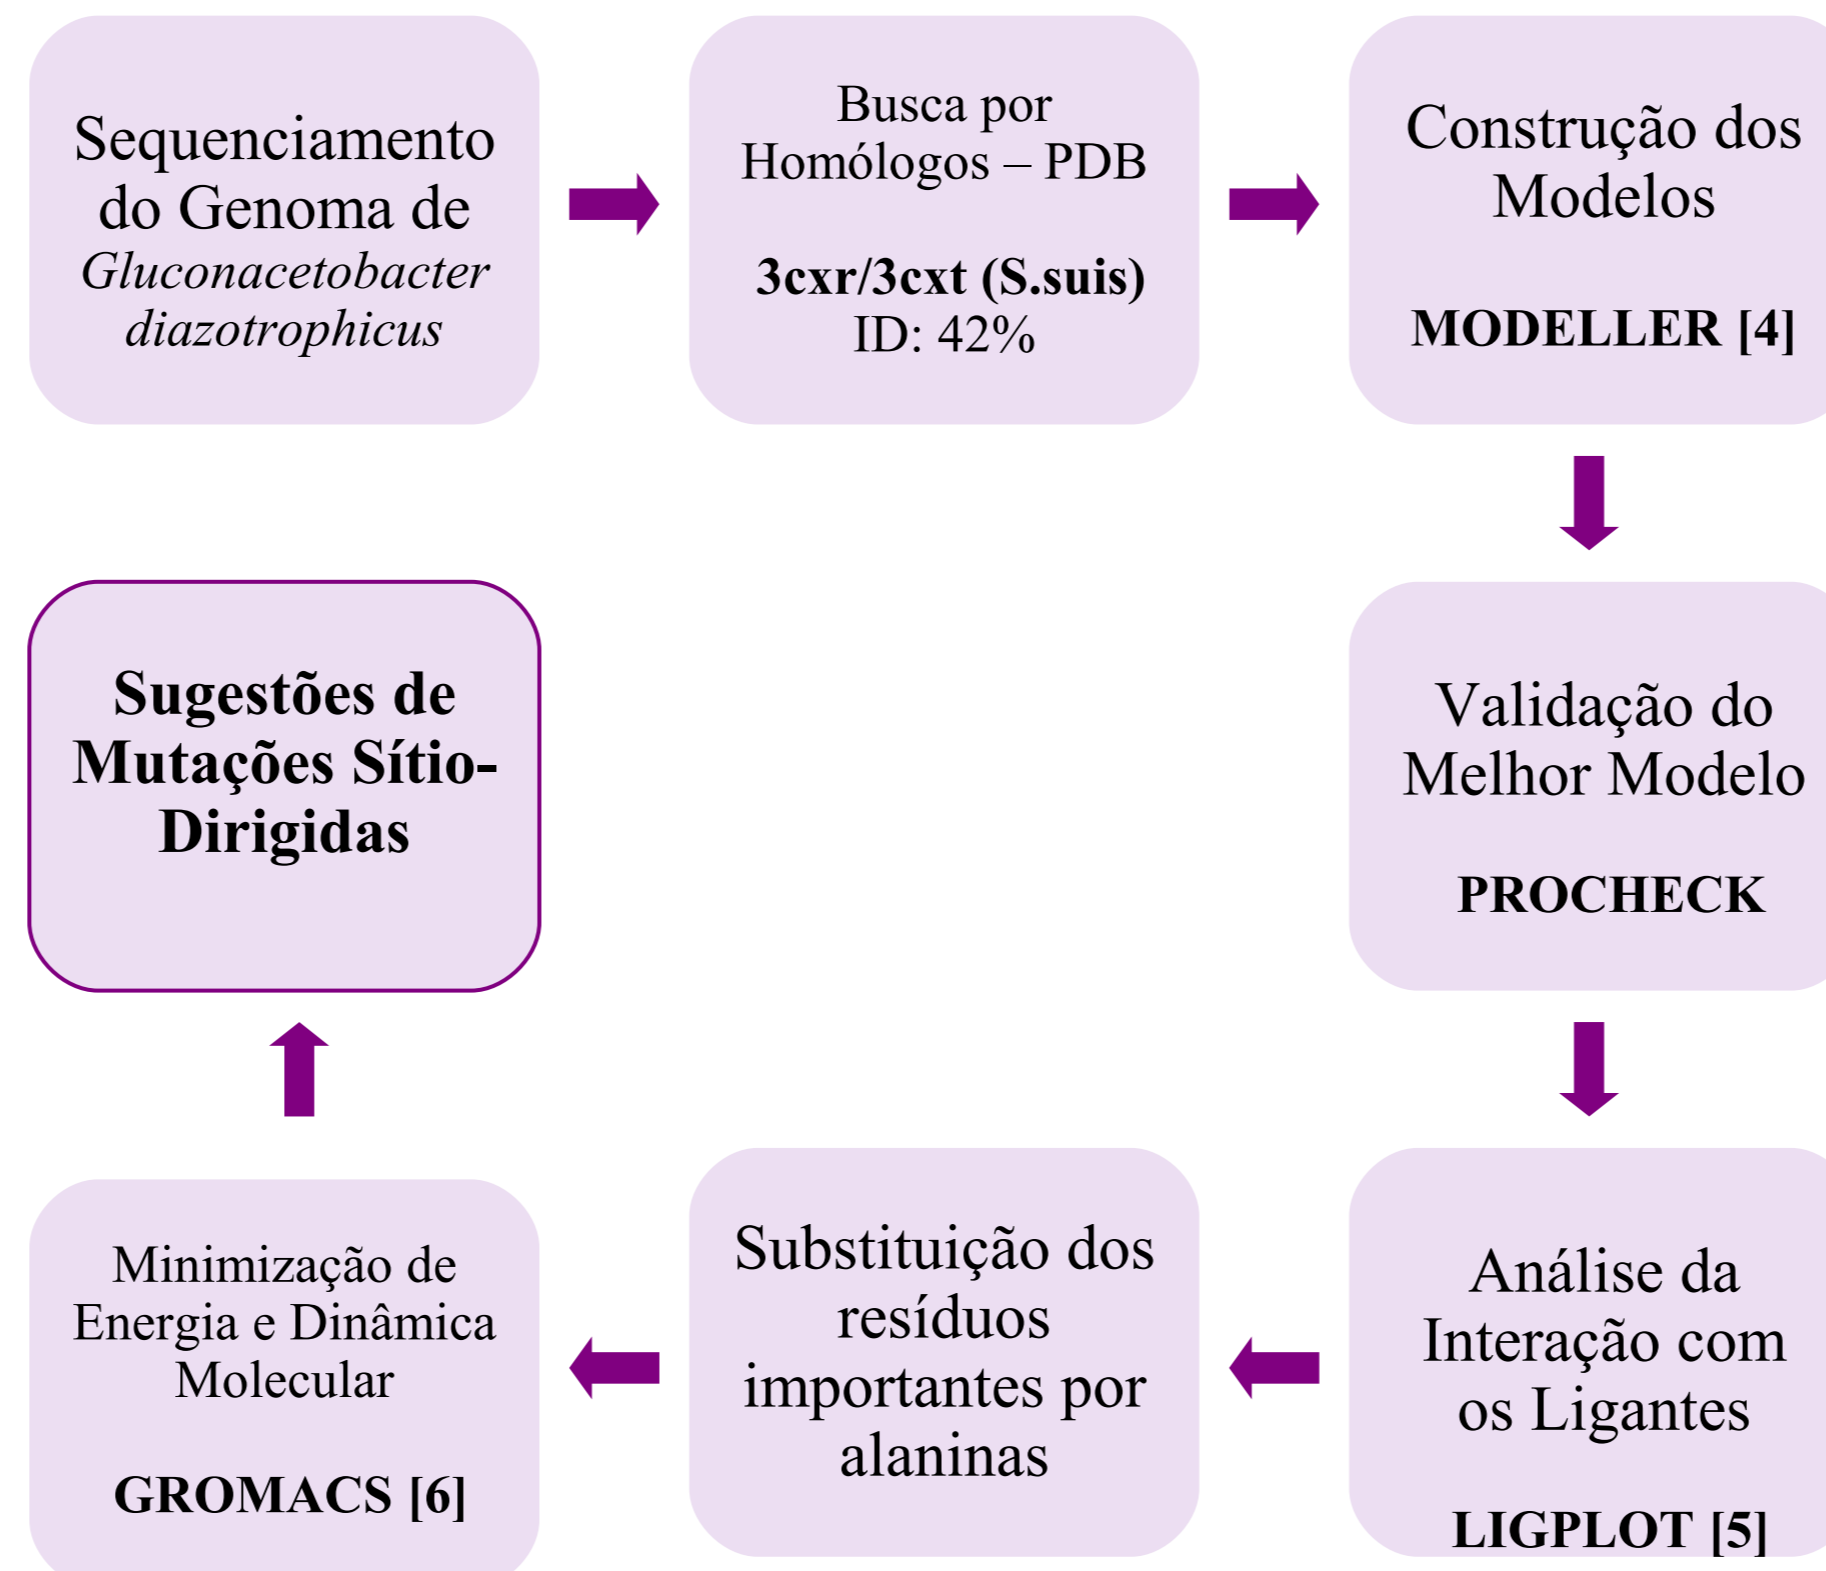 Sequenciamento
do Genoma de
Gluconacetobacter
diazotrophicus
Busca por
Homólogos – PDB
3cxr/3cxt (S.suis)
ID: 42%
Construção dos
Modelos
MODELLER [4]
Validação do
Melhor Modelo
PROCHECK
Análise da
Interação com
os Ligantes
LIGPLOT [5]
Substituição dos
resíduos
importantes por
alaninas
Minimização de
Energia e Dinâmica
Molecular
GROMACS [6]
Sugestões de
Mutações Sítio-
Dirigidas